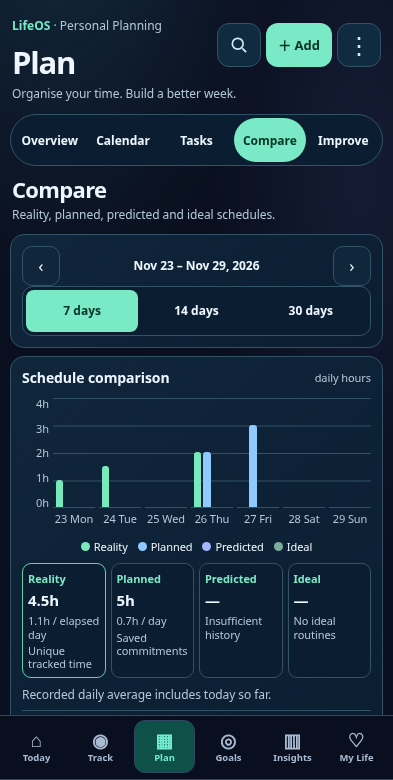 LifeOS · Personal Planning
Plan
+ Add
Organise your time. Build a better week.
Overview Calendar Tasks Compare Improve
Compare
Reality, planned, predicted and ideal schedules.
‹ Nov 23 – Nov 29, 2026 ›
7 days 14 days 30 days
Schedule comparison daily hours
4h
3h
2h
1h
0h
23 Mon 24 Tue 25 Wed 26 Thu 27 Fri 28 Sat 29 Sun
Reality Planned Predicted Ideal
Reality
4.5h
1.1h / elapsed
day
Unique
tracked time
Planned
5h
0.7h / day
Saved
commitments
Predicted
—
Insufficient
history
Ideal
—
No ideal
routines
Recorded daily average includes today so far.
Today Track Plan Goals Insights My Life